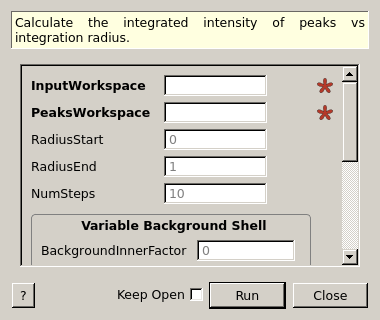 Calculate the integrated intensity of peaks vs
integration radius.
InputWorkspace
PeaksWorkspace
RadiusStart 0
RadiusEnd 1
NumSteps 10
Variable Background Shell
BackgroundInnerFactor 0
? Keep Open Run Close